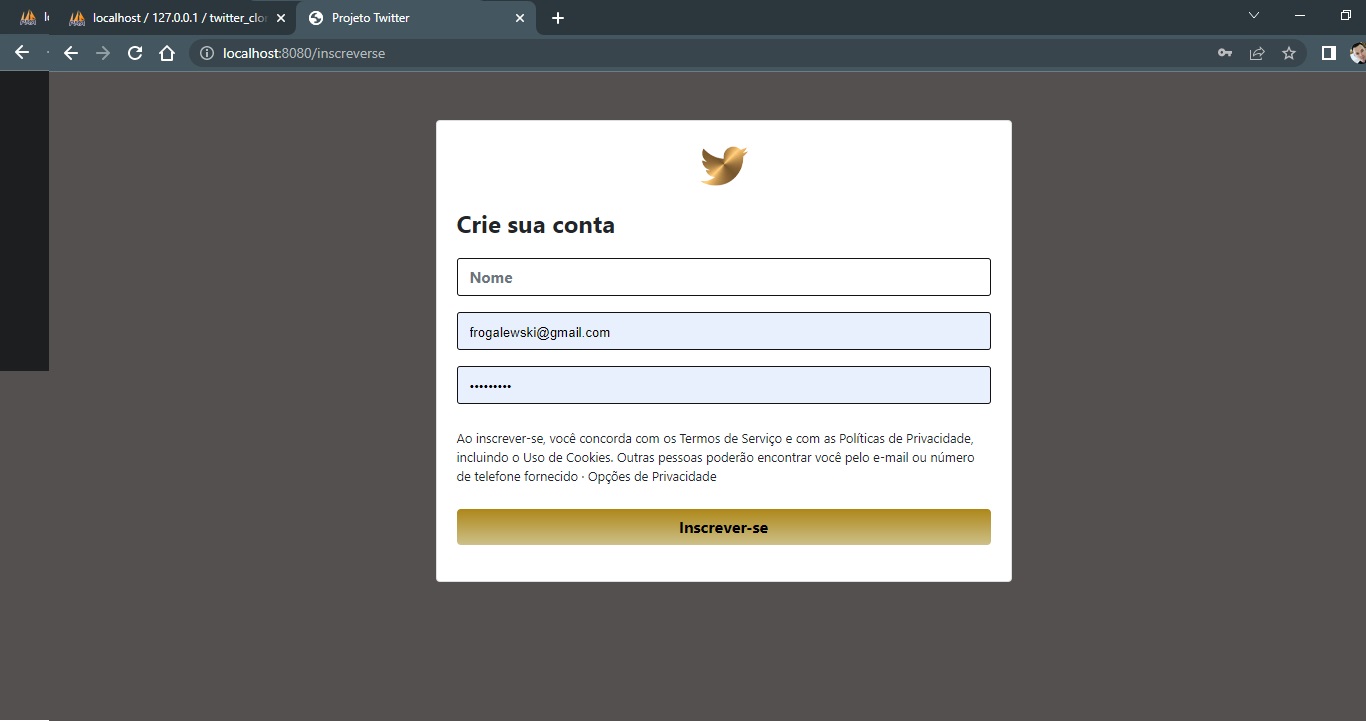 localhost / 127.0.0.1 / twitter_clo
Projeto Twitter
localhost:8080/inscreverse
Crie sua conta
Nome
frogalewski@gmail.com
•••••••••
Ao inscrever-se, você concorda com os Termos de Serviço e com as Políticas de Privacidade,
incluindo o Uso de Cookies. Outras pessoas poderão encontrar você pelo e-mail ou número
de telefone fornecido · Opções de Privacidade
Inscrever-se